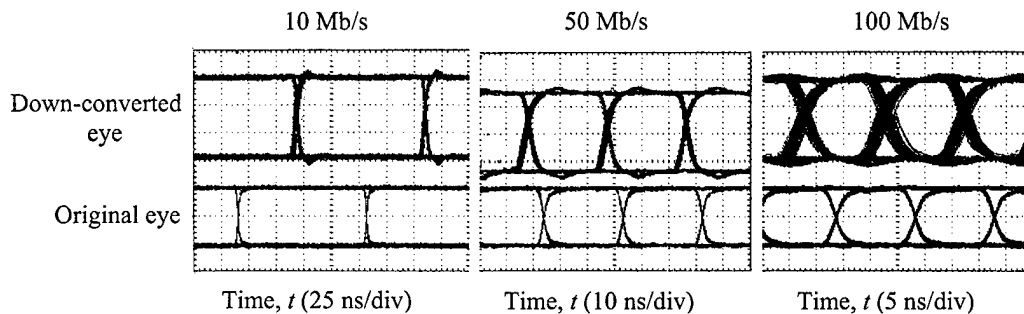 10 Mb/s
50 Mb/s
100 Mb/s
Down-converted
eye
Original eye
Time, t (25 ns/div)
Time, t (10 ns/div)
Time, t (5 ns/div)